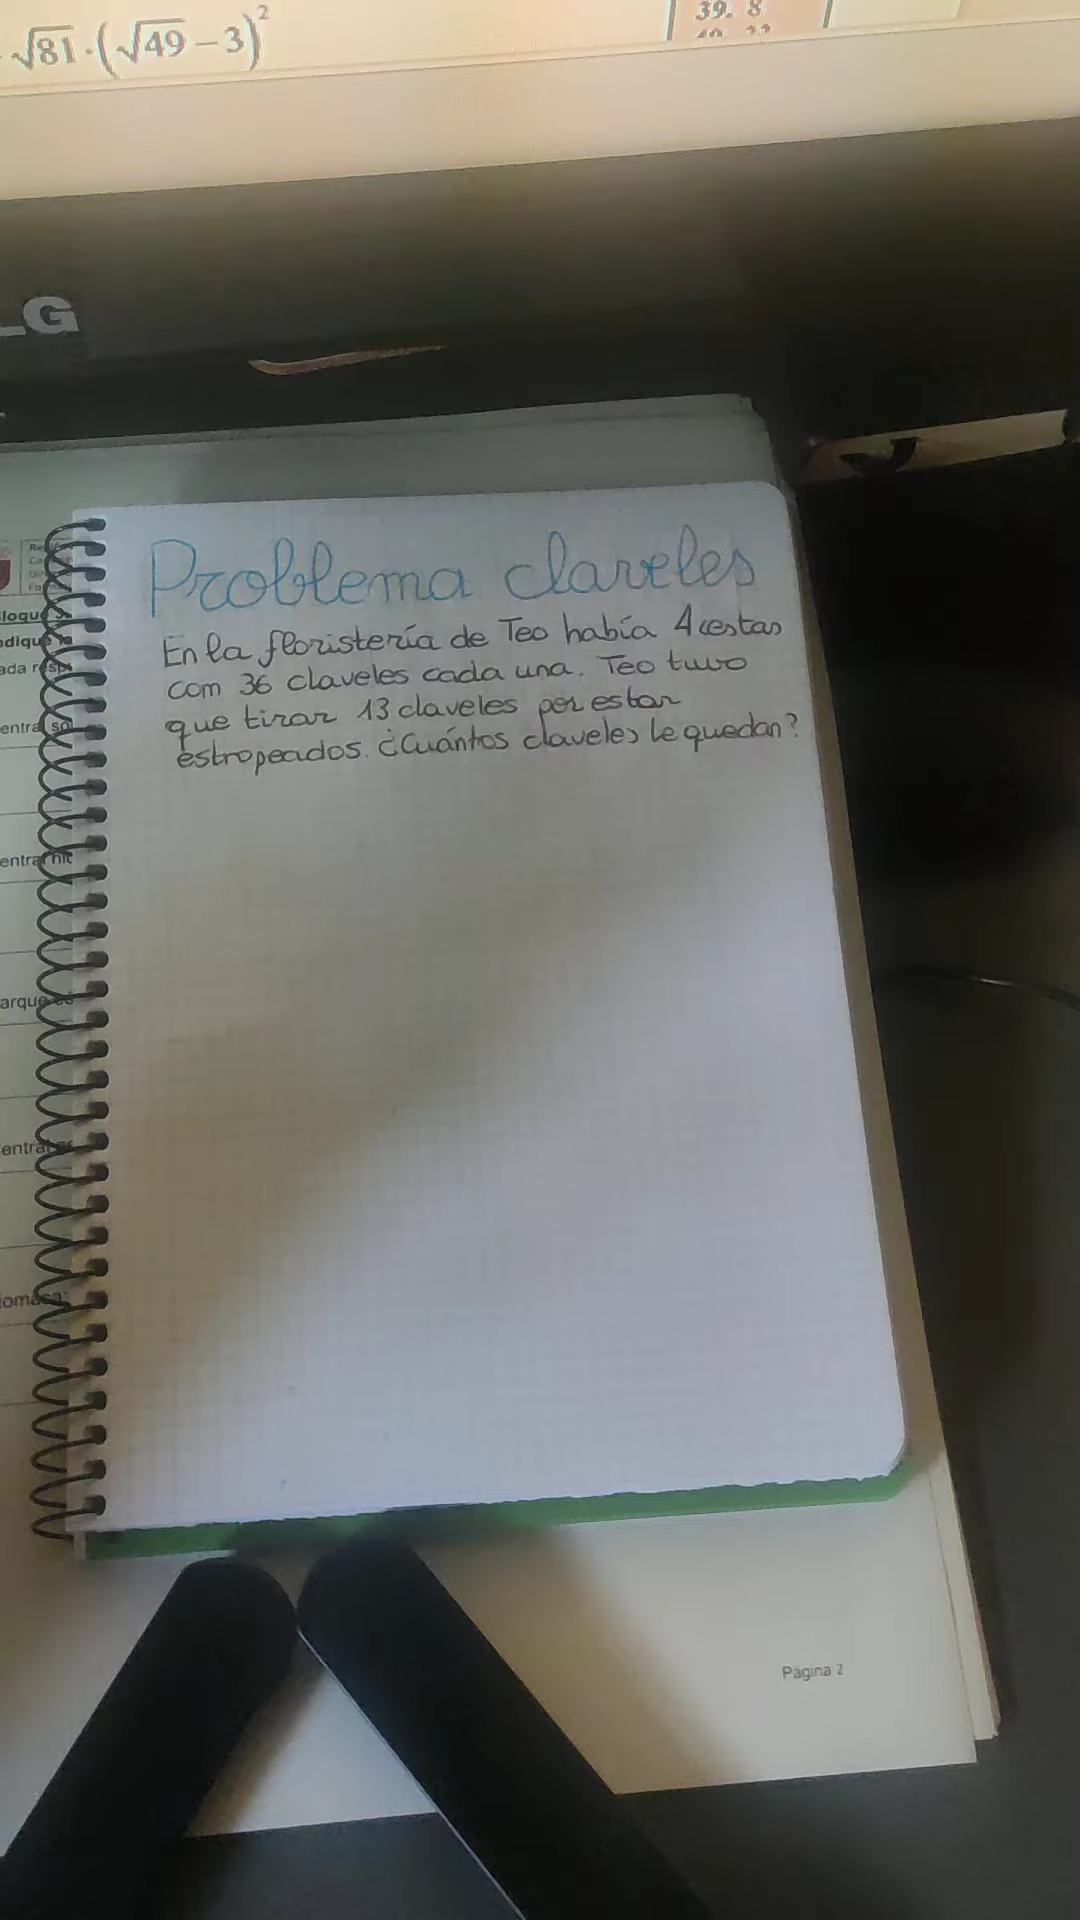 √81 · (√49 − 3)²
39. 8
LG
Problema claveles
En la floristería de Teo había 4 cestas
com 36 claveles cada una. Teo tuvo
que tirar 13 claveles por estar
estropeados. ¿Cuántos claveles le quedan?
Página 2